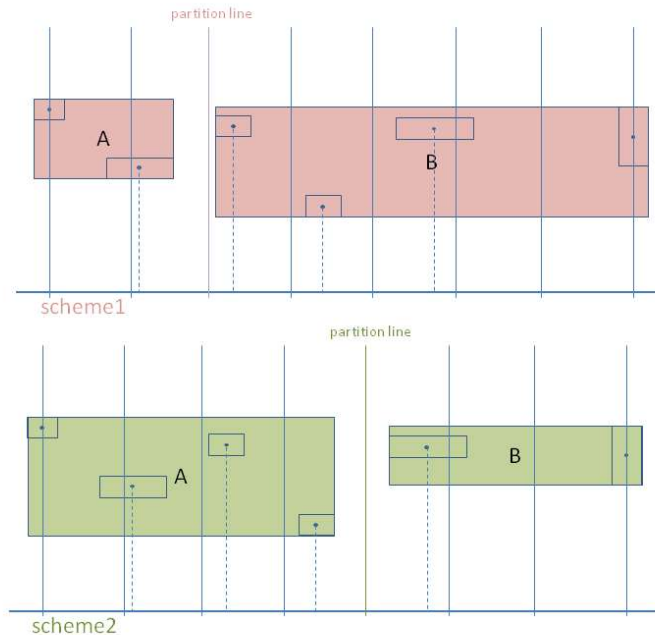 partition line
A
B
scheme1
partition line
A
B
scheme2